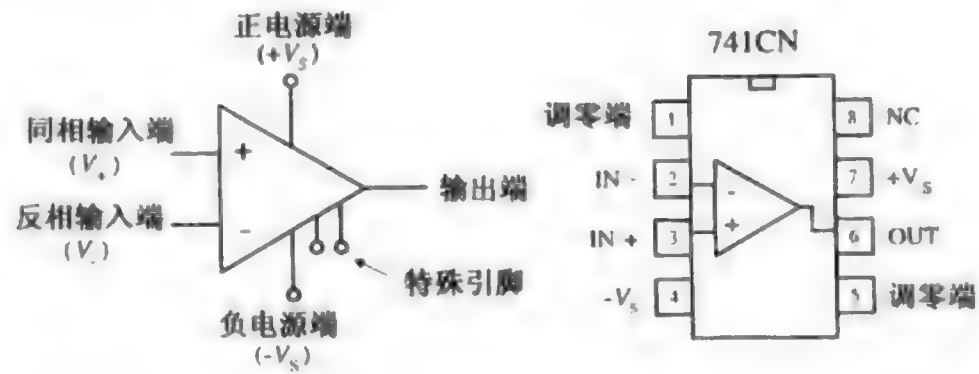 正电源端
(+V_S)
同相输入端
(V_+)
+
反相输入端
(V_-)
-
输出端
特殊引脚
负电源端
(-V_S)
741CN
调零端 1
8 NC
IN - 2
7 +V_S
IN + 3
6 OUT
-V_S 4
5 调零端
-
+